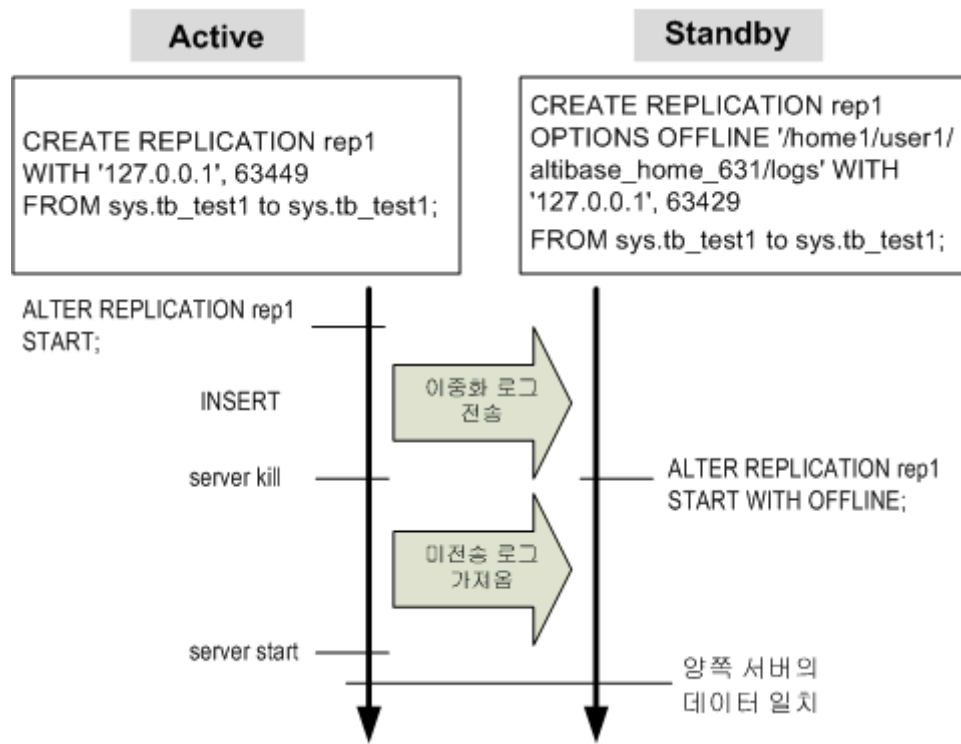 Active
Standby
CREATE REPLICATION rep1
WITH '127.0.0.1', 63449
FROM sys.tb_test1 to sys.tb_test1;
CREATE REPLICATION rep1
OPTIONS OFFLINE '/home1/user1/
altibase_home_631/logs' WITH
'127.0.0.1', 63429
FROM sys.tb_test1 to sys.tb_test1;
ALTER REPLICATION rep1
START;
이중화 로그
전송
INSERT
server kill
ALTER REPLICATION rep1
START WITH OFFLINE;
미전송 로그
가져옴
server start
양쪽 서버의
데이터 일치